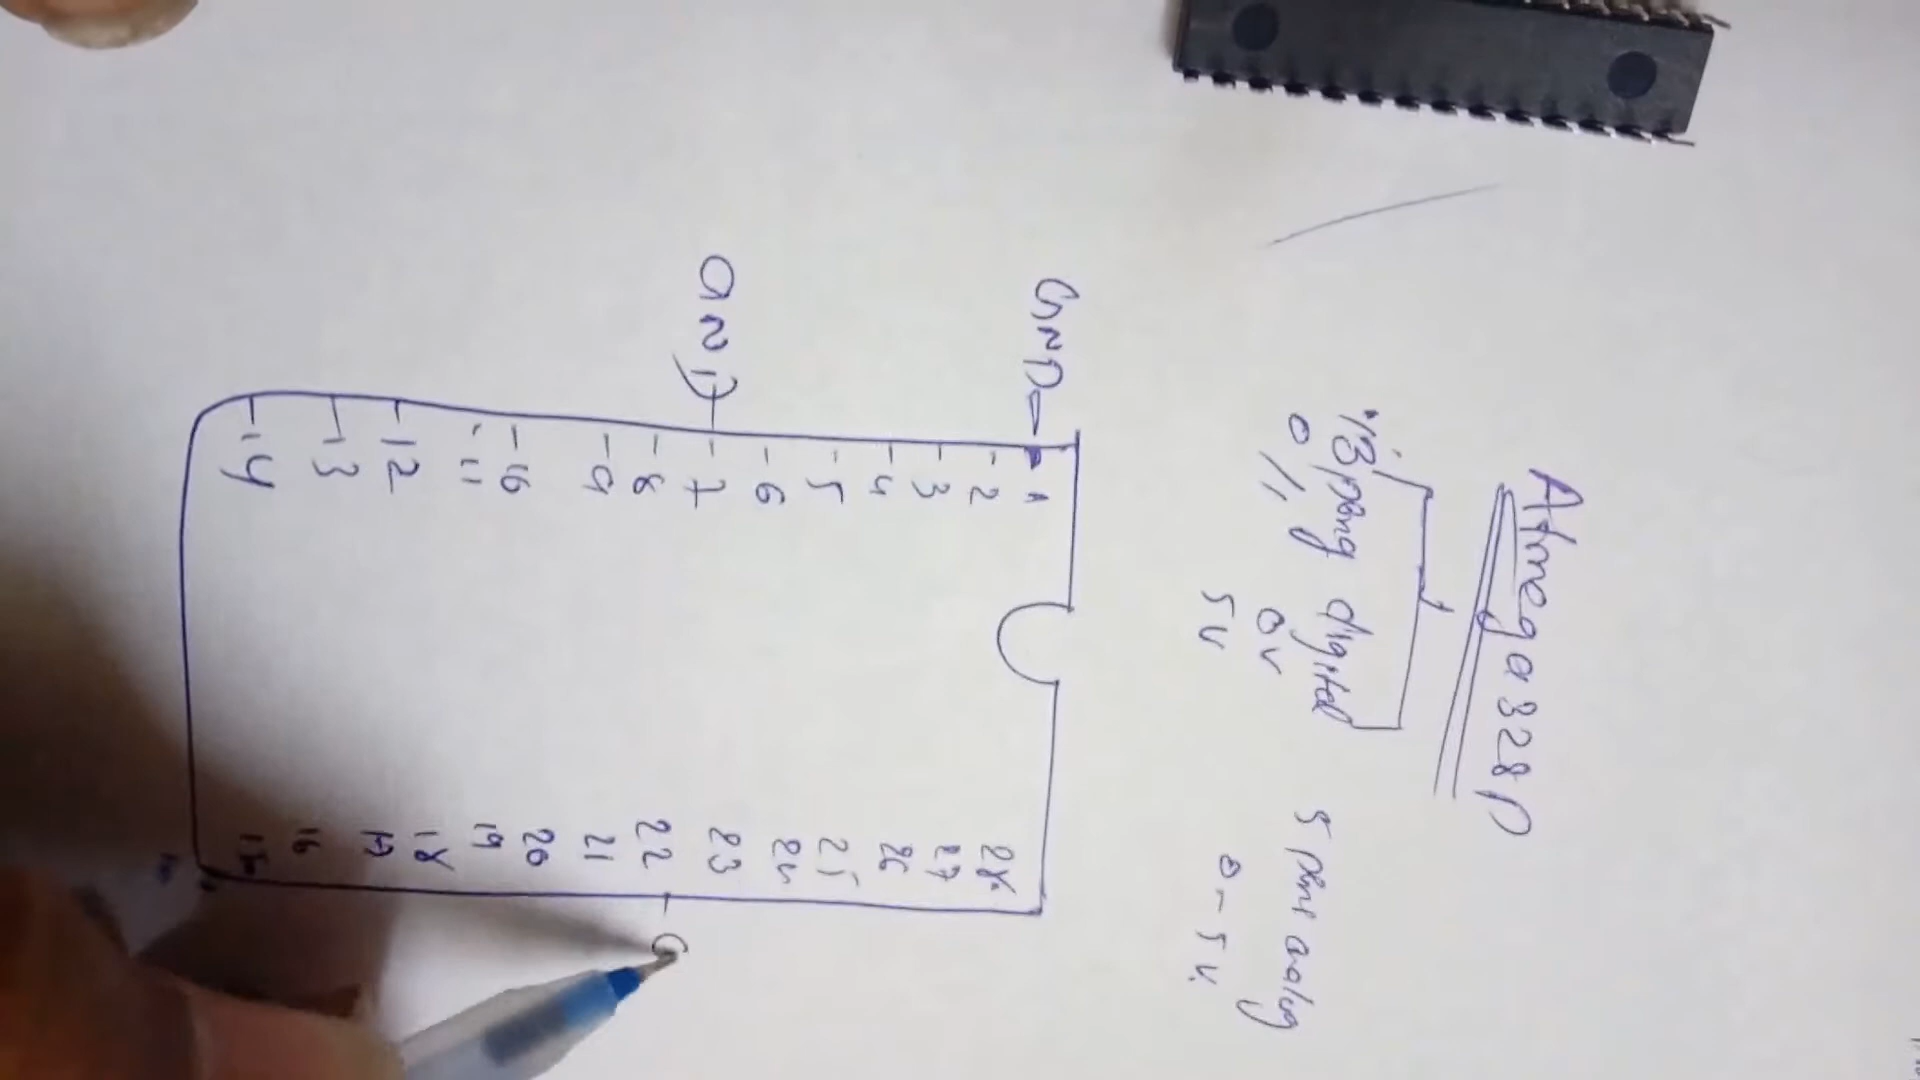 Atmega328P
13 ping digital 5 pins analog
0 / 1 0V 0 - 5V
5V
GND 1 28
2 27
3 26
4 25
5 24
6 23
GND 7 22 G
8 21
9 20
10 19
11 18
12 17
13 16
14 15